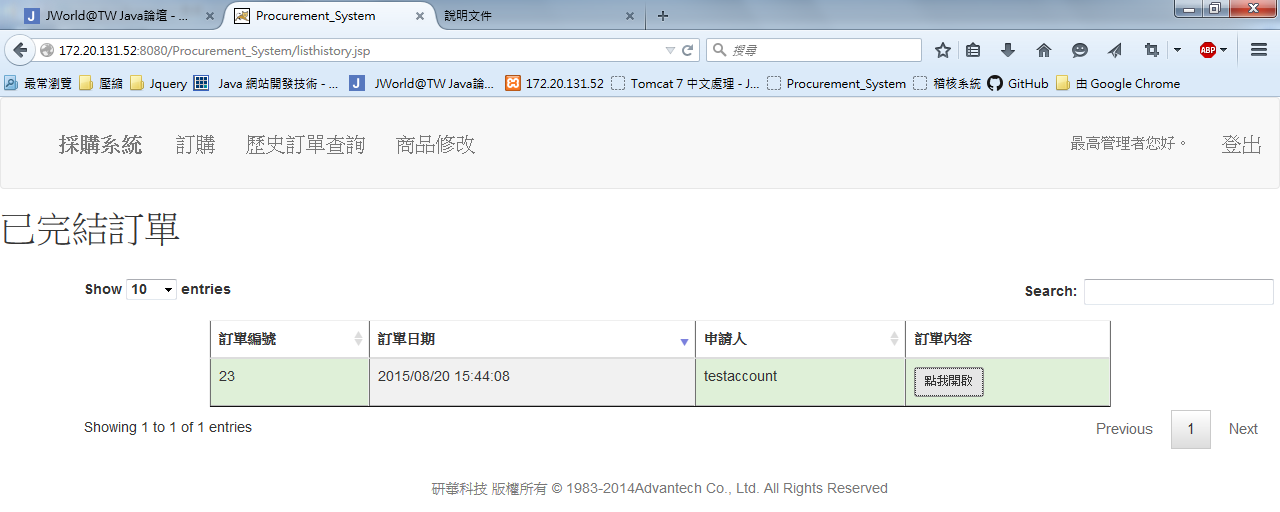 JWorld@TW Java論壇 - ... Procurement_System 說明文件
172.20.131.52:8080/Procurement_System/listhistory.jsp 搜尋 ABP
最常瀏覽 壓縮 Jquery Java 網站開發技術 - ... JWorld@TW Java論... 172.20.131.52 Tomcat 7 中文處理 - J... Procurement_System 稽核系統 GitHub 由 Google Chrome
採購系統 訂購 歷史訂單查詢 商品修改 最高管理者您好。 登出
已完結訂單
Show 10 entries Search:
訂單編號 訂單日期 申請人 訂單內容
23 2015/08/20 15:44:08 testaccount 點我開啟
Showing 1 to 1 of 1 entries Previous 1 Next
研華科技 版權所有 © 1983-2014Advantech Co., Ltd. All Rights Reserved